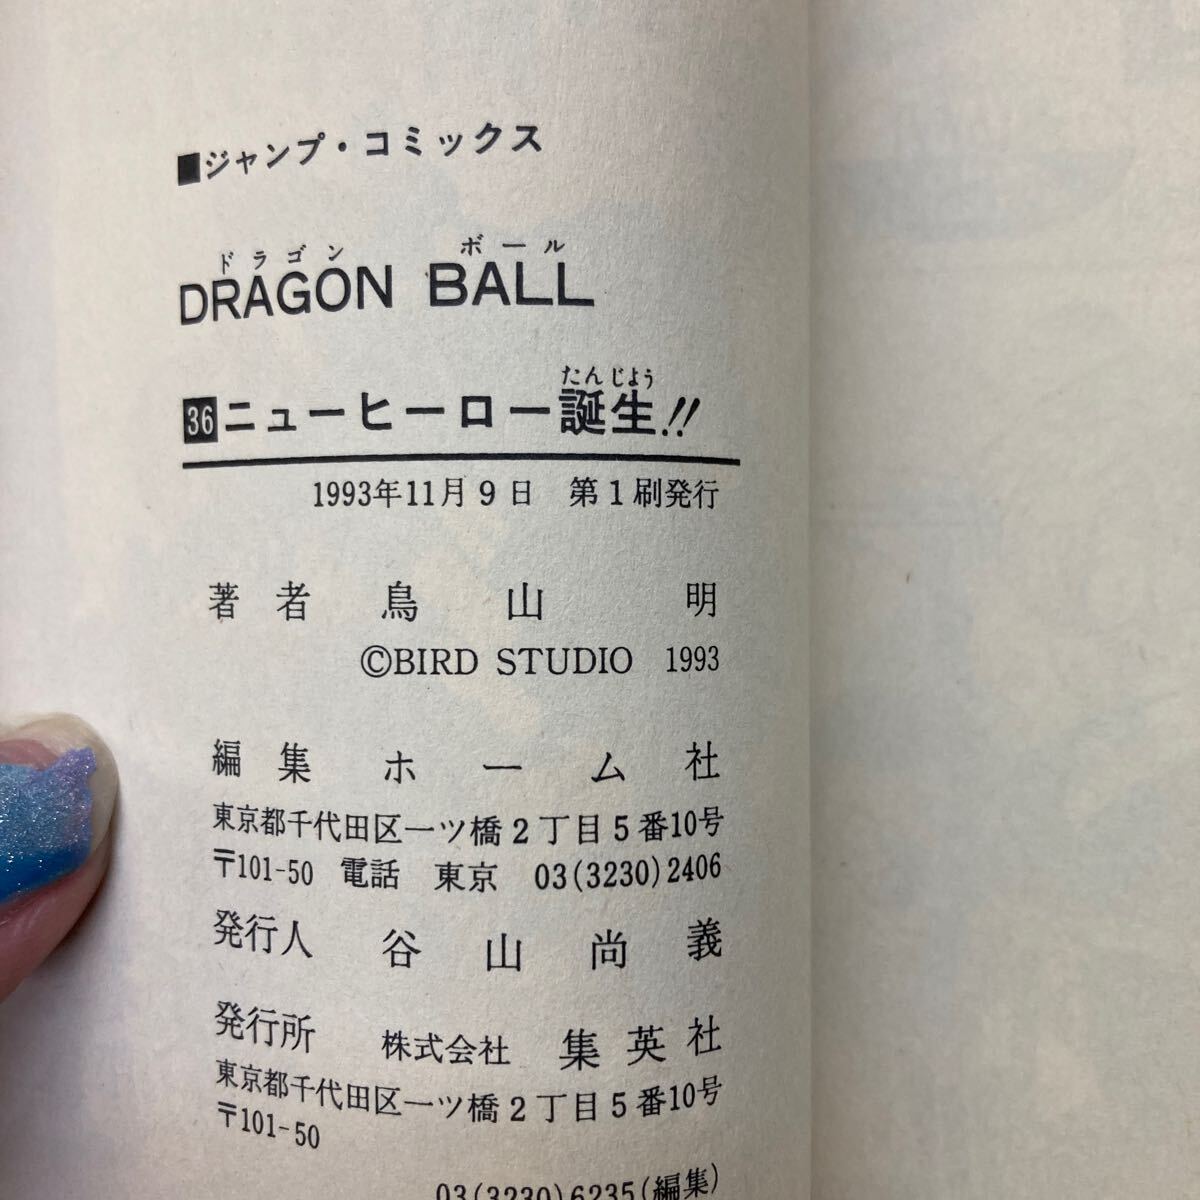 ■ジャンプ・コミックス
ドラゴン ボール
DRAGON BALL
たんじょう
36ニューヒーロー誕生!!
1993年11月9日 第1刷発行
著者 鳥山 明
©BIRD STUDIO 1993
編集 ホーム社
東京都千代田区一ツ橋2丁目5番10号
〒101-50 電話 東京 03(3230)2406
発行人 谷山尚義
発行所 株式会社 集英社
東京都千代田区一ツ橋2丁目5番10号
〒101-50
03(3230)6235(編集)